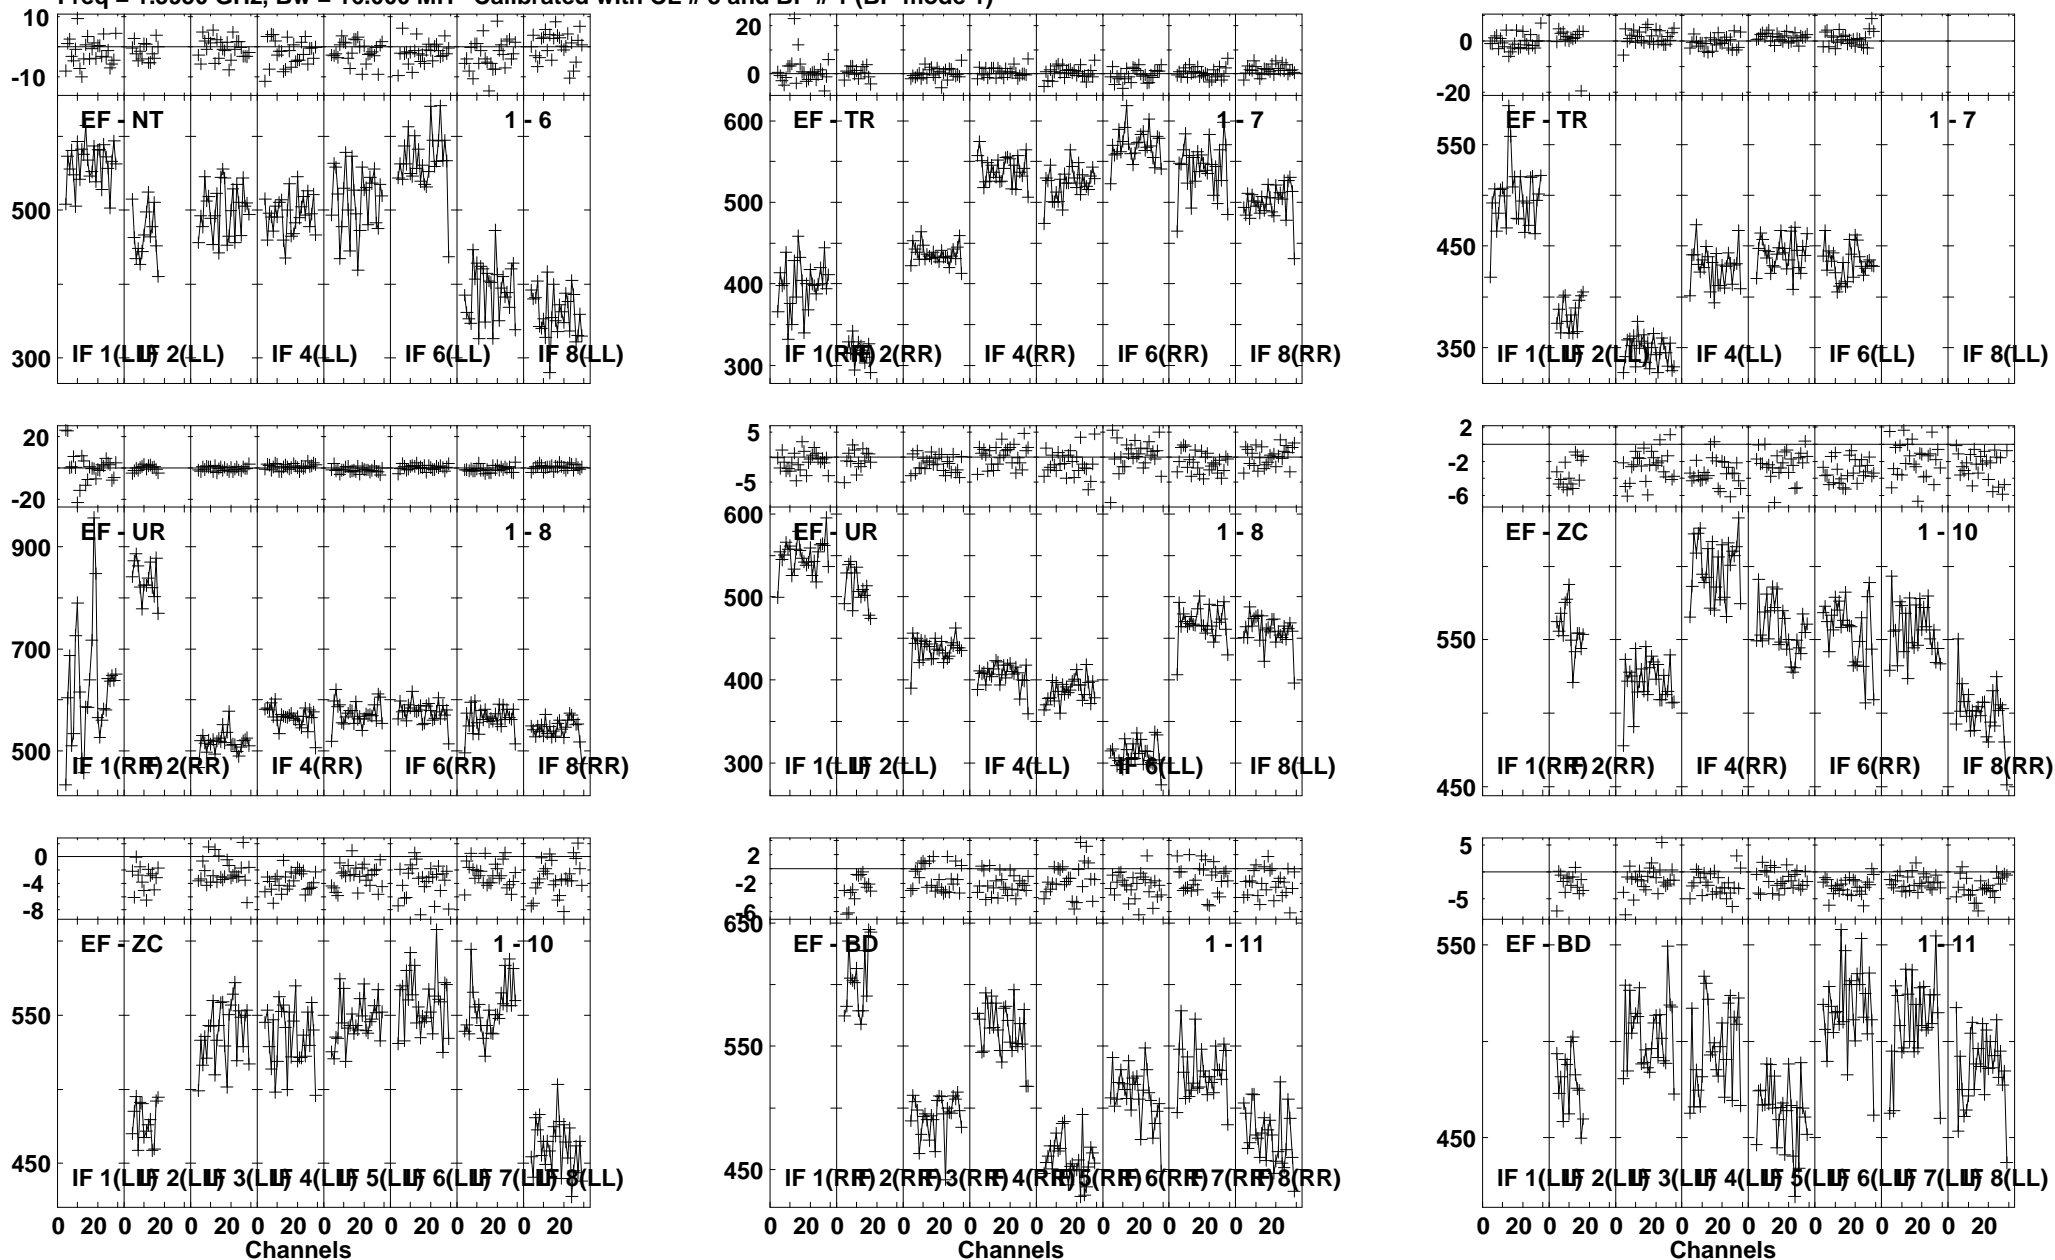 Freq = 1.
GHz, Bw = 16.000 MH
Calibrated with CL # 3 and BP # 1 (BP mode 1)
10
0
-10
EF - NT
1 - 6
500
300
IF 1(LL)
IF 2(LL)
IF 4(LL)
IF 6(LL)
IF 8(LL)
20
0
EF - TR
1 - 7
600
500
400
300
IF 1(RR)
IF 2(RR)
IF 4(RR)
IF 6(RR)
IF 8(RR)
0
-20
EF - TR
1 - 7
550
450
350
IF 1(LL)
IF 2(LL)
IF 4(LL)
IF 6(LL)
IF 8(LL)
20
0
-20
EF - UR
1 - 8
900
700
500
IF 1(RR)
IF 2(RR)
IF 4(RR)
IF 6(RR)
IF 8(RR)
5
0
-5
EF - UR
1 - 8
600
500
400
300
IF 1(LL)
IF 2(LL)
IF 4(LL)
IF 6(LL)
IF 8(LL)
2
-2
-6
EF - ZC
1 - 10
550
450
IF 1(RR)
IF 2(RR)
IF 4(RR)
IF 6(RR)
IF 8(RR)
0
-4
-8
EF - ZC
1 - 10
550
450
IF 1(LL)
IF 2(LL)
IF 3(LL)
IF 4(LL)
IF 5(LL)
IF 6(LL)
IF 7(LL)
IF 8(LL)
0 20 0 20 0 20 0 20 0 20 0 20 0 20 0 20
Channels
2
-2
-6
EF - BD
1 - 11
650
550
450
IF 1(RR)
IF 2(RR)
IF 3(RR)
IF 4(RR)
IF 5(RR)
IF 6(RR)
IF 7(RR)
IF 8(RR)
0 20 0 20 0 20 0 20 0 20 0 20 0 20 0 20
Channels
5
0
-5
EF - BD
1 - 11
550
450
IF 1(LL)
IF 2(LL)
IF 3(LL)
IF 4(LL)
IF 5(LL)
IF 6(LL)
IF 7(LL)
IF 8(LL)
0 20 0 20 0 20 0 20 0 20 0 20 0 20 0 20
Channels